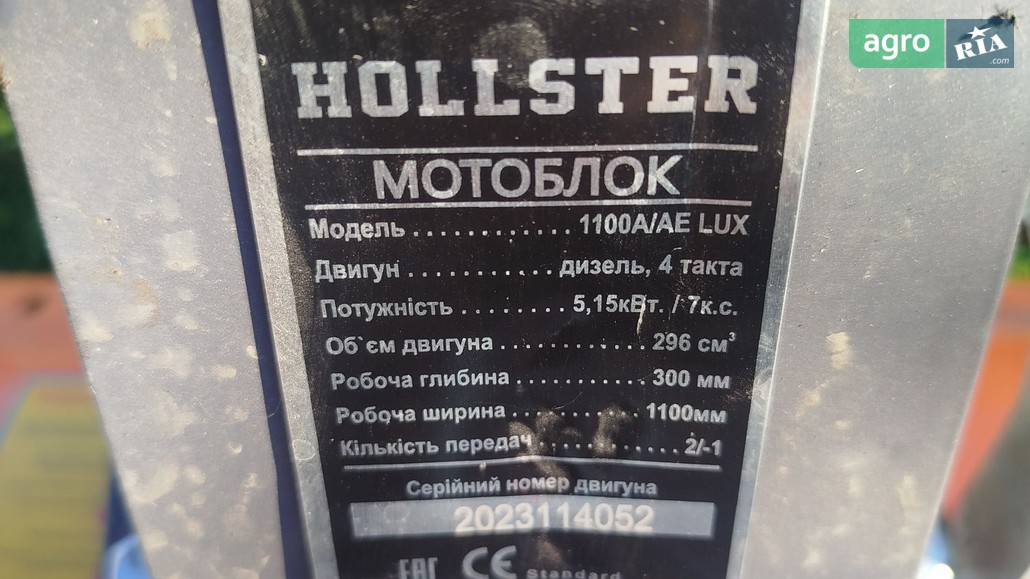 agro RIA.com
HOLLSTER
МОТОБЛОК
Модель ............ 1100A/AE LUX
Двигун ........... дизель, 4 такта
Потужність ........ 5,15кВт. / 7к.с.
Об`єм двигуна ............ 296 см³
Робоча глибина ........... 300 мм
Робоча ширина .......... 1100мм
Кількість передач ........... 2/-1
Серійний номер двигуна
2023114052
EAC CE Standard